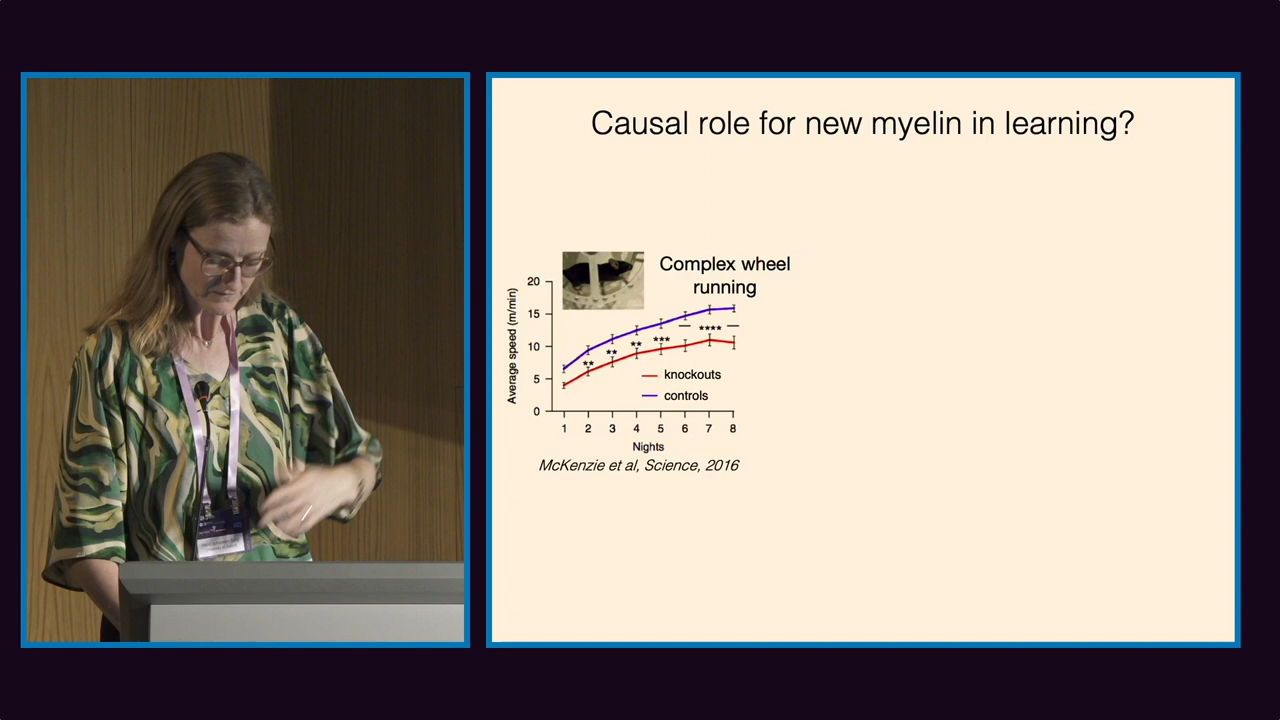 Causal role for new myelin in learning?
Complex wheel
running
20
15
10
5
0
Average speed (m/min)
**
**
**
***
****
knockouts
controls
1 2 3 4 5 6 7 8
Nights
McKenzie et al, Science, 2016